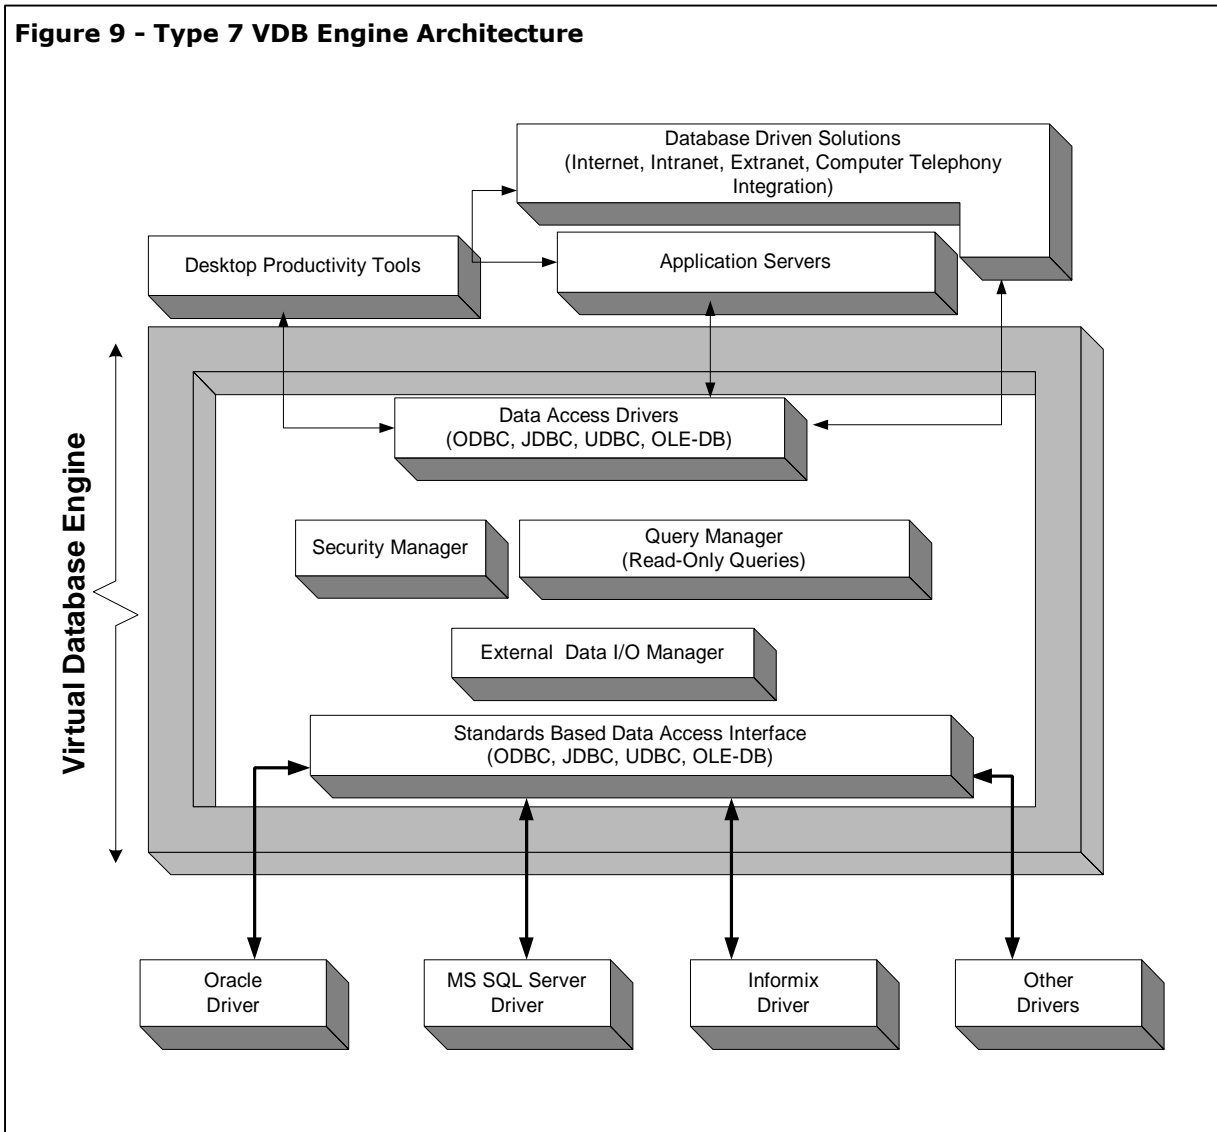 Figure 9 - Type 7 VDB Engine Architecture
Database Driven Solutions
(Internet, Intranet, Extranet, Computer Telephony
Integration)
Desktop Productivity Tools
Application Servers
Virtual Database Engine
Data Access Drivers
(ODBC, JDBC, UDBC, OLE-DB)
Security Manager
Query Manager
(Read-Only Queries)
External Data I/O Manager
Standards Based Data Access Interface
(ODBC, JDBC, UDBC, OLE-DB)
Oracle
Driver
MS SQL Server
Driver
Informix
Driver
Other
Drivers